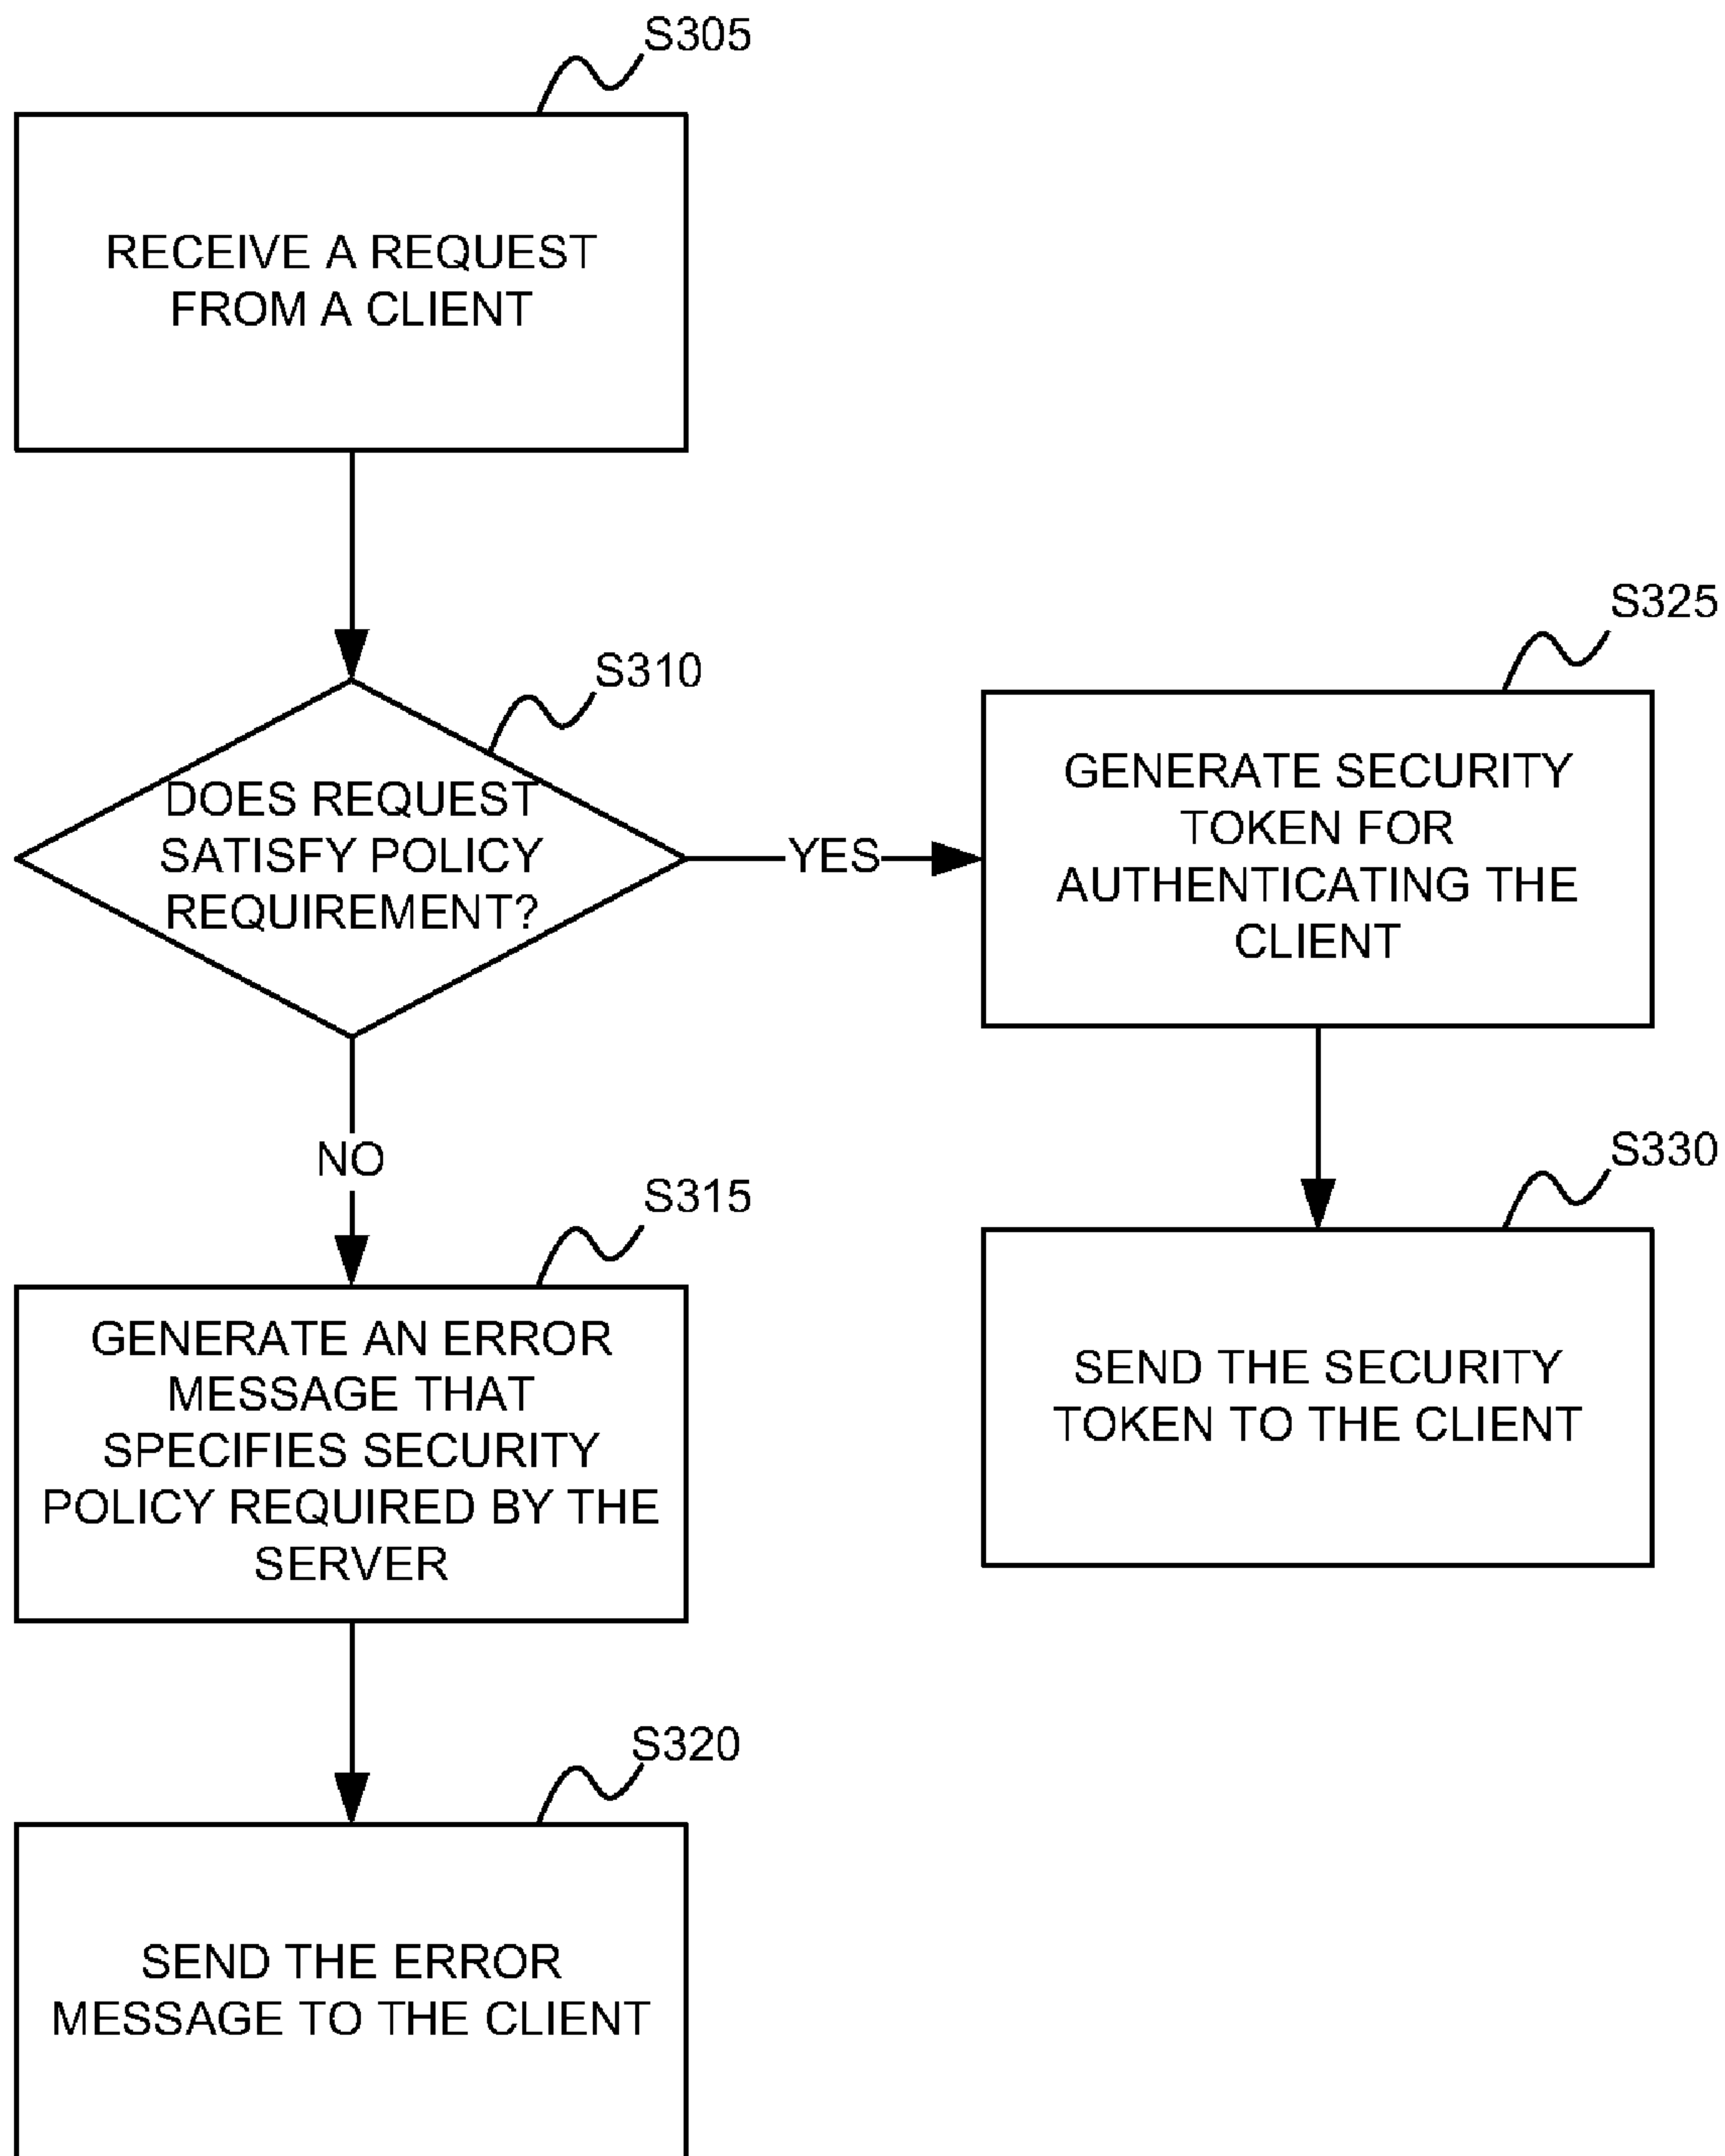 S305
RECEIVE A REQUEST
FROM A CLIENT
S310
DOES REQUEST
SATISFY POLICY
REQUIREMENT?
YES
NO
S315
GENERATE AN ERROR
MESSAGE THAT
SPECIFIES SECURITY
POLICY REQUIRED BY THE
SERVER
S320
SEND THE ERROR
MESSAGE TO THE CLIENT
S325
GENERATE SECURITY
TOKEN FOR
AUTHENTICATING THE
CLIENT
S330
SEND THE SECURITY
TOKEN TO THE CLIENT